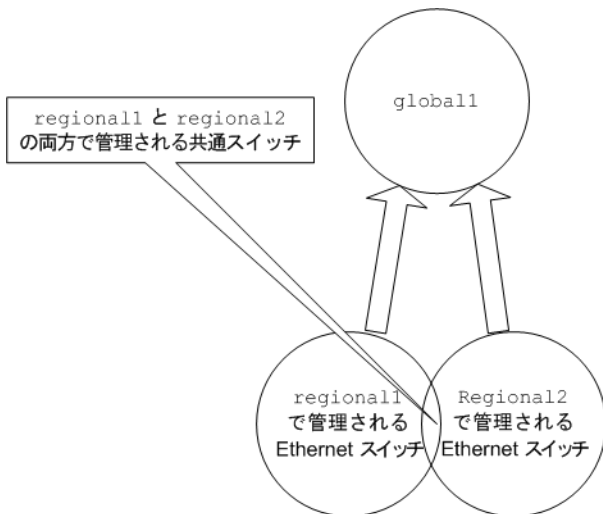 global1
regional1 と regional2
の両方で管理される共通スイッチ
regional1
で管理される
Ethernet スイッチ
Regional2
で管理される
Ethernet スイッチ